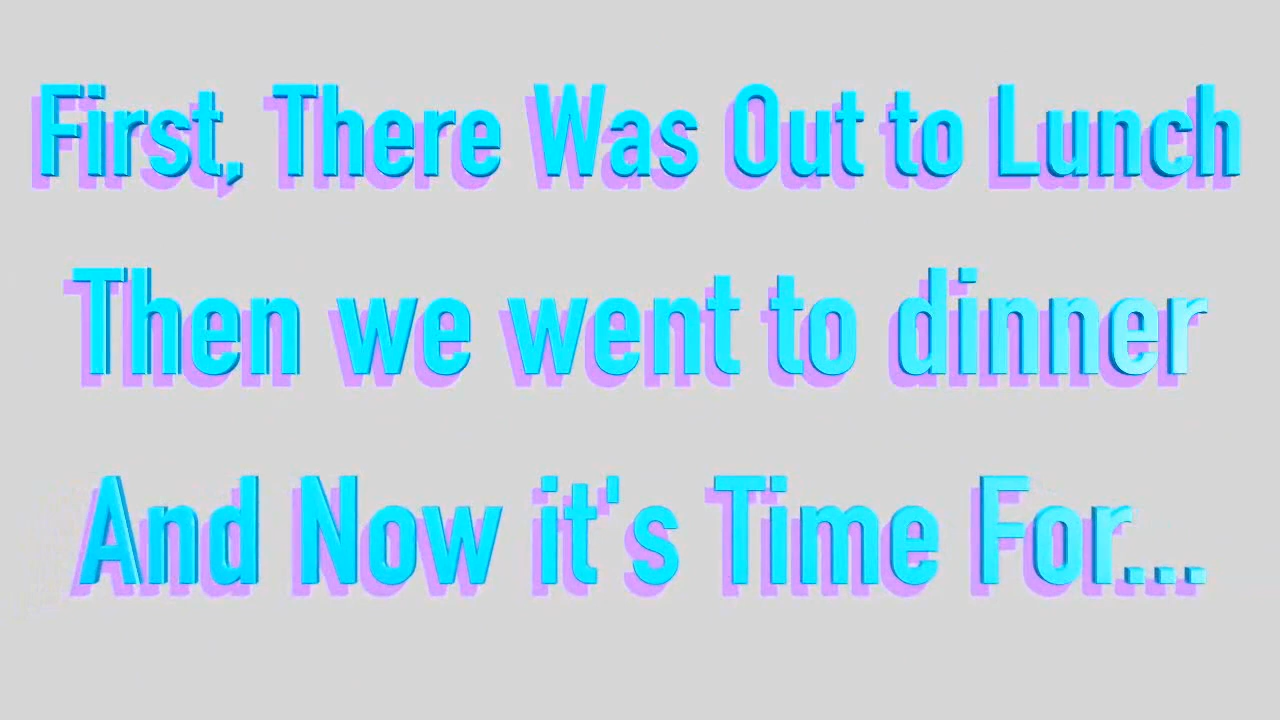 First, There Was Out to Lunch
Then we went to dinner
And Now it's Time For...